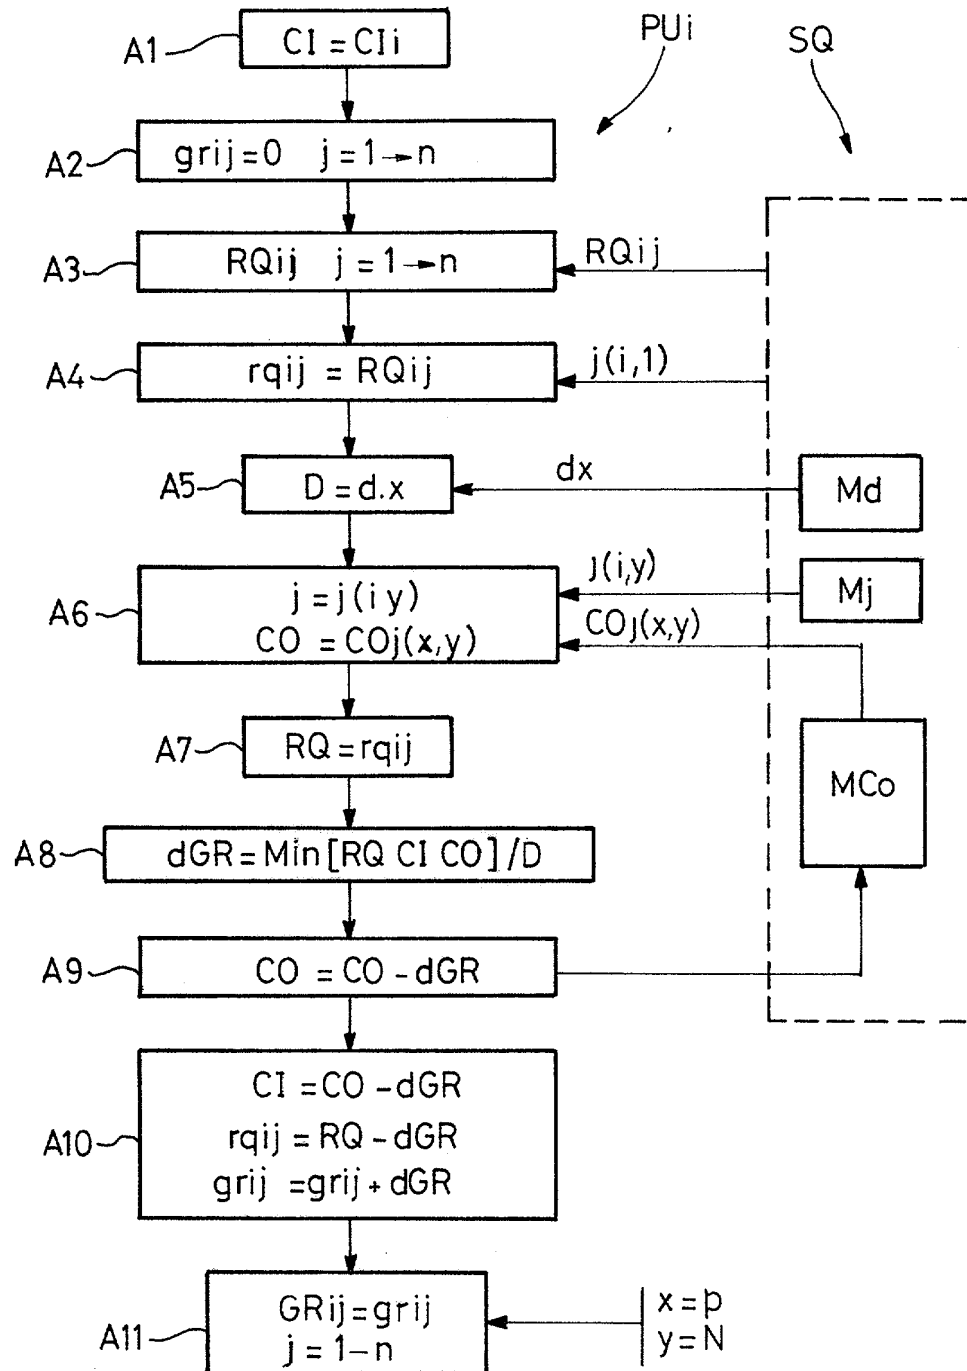 A1
CI = CIi
PUi
SQ
A2
grij=0 j=1→n
A3
RQij j=1→n
RQij
A4
rqij = RQij
j(i,1)
A5
D = d.x
dx
Md
A6
j = j(i y)
CO = COj(x,y)
j(i,y)
Mj
COj(x,y)
A7
RQ = rqij
MCo
A8
dGR = Min [RQ CI CO] /D
A9
CO = CO - dGR
A10
CI = CO - dGR
rqij = RQ - dGR
grij = grij + dGR
A11
GRij = grij
j = 1 - n
x = p
y = N